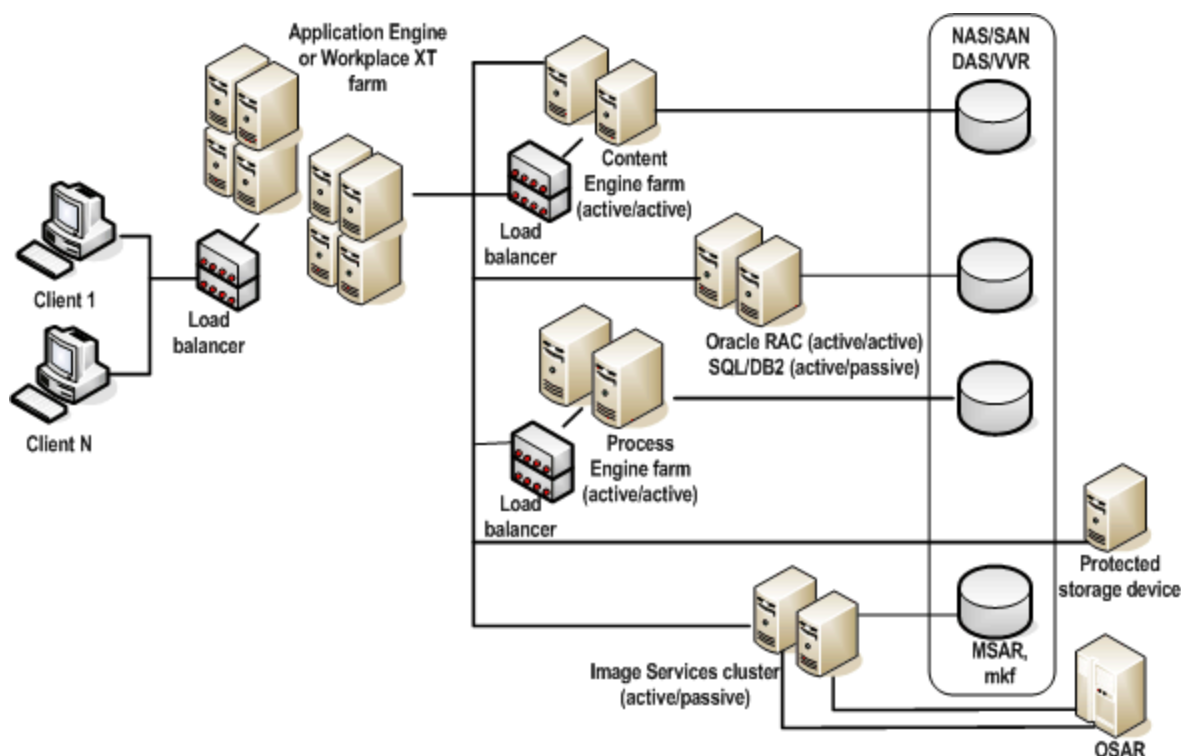 Application Engine
or Workplace XT
farm
NAS/SAN
DAS/VVR
Content
Engine farm
(active/active)
Load
balancer
Client 1
Load
balancer
Client N
Oracle RAC (active/active)
SQL/DB2 (active/passive)
Process
Engine farm
(active/active)
Load
balancer
Protected
storage device
Image Services cluster
(active/passive)
MSAR,
mkf
OSAR